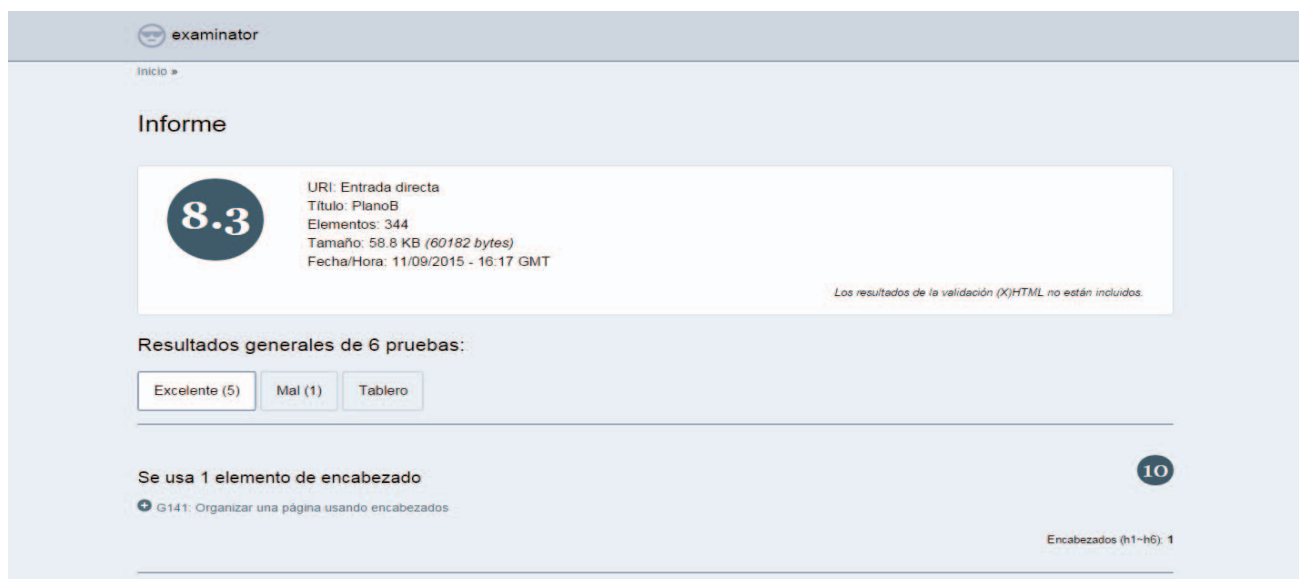 examinator
Inicio »
Informe
8.3
URI: Entrada directa
Título: PlanoB
Elementos: 344
Tamaño: 58.8 KB (60182 bytes)
Fecha/Hora: 11/09/2015 - 16:17 GMT
Los resultados de la validación (X)HTML no están incluidos.
Resultados generales de 6 pruebas:
Excelente (5) Mal (1) Tablero
Se usa 1 elemento de encabezado
10
G141: Organizar una página usando encabezados
Encabezados (h1~h6): 1